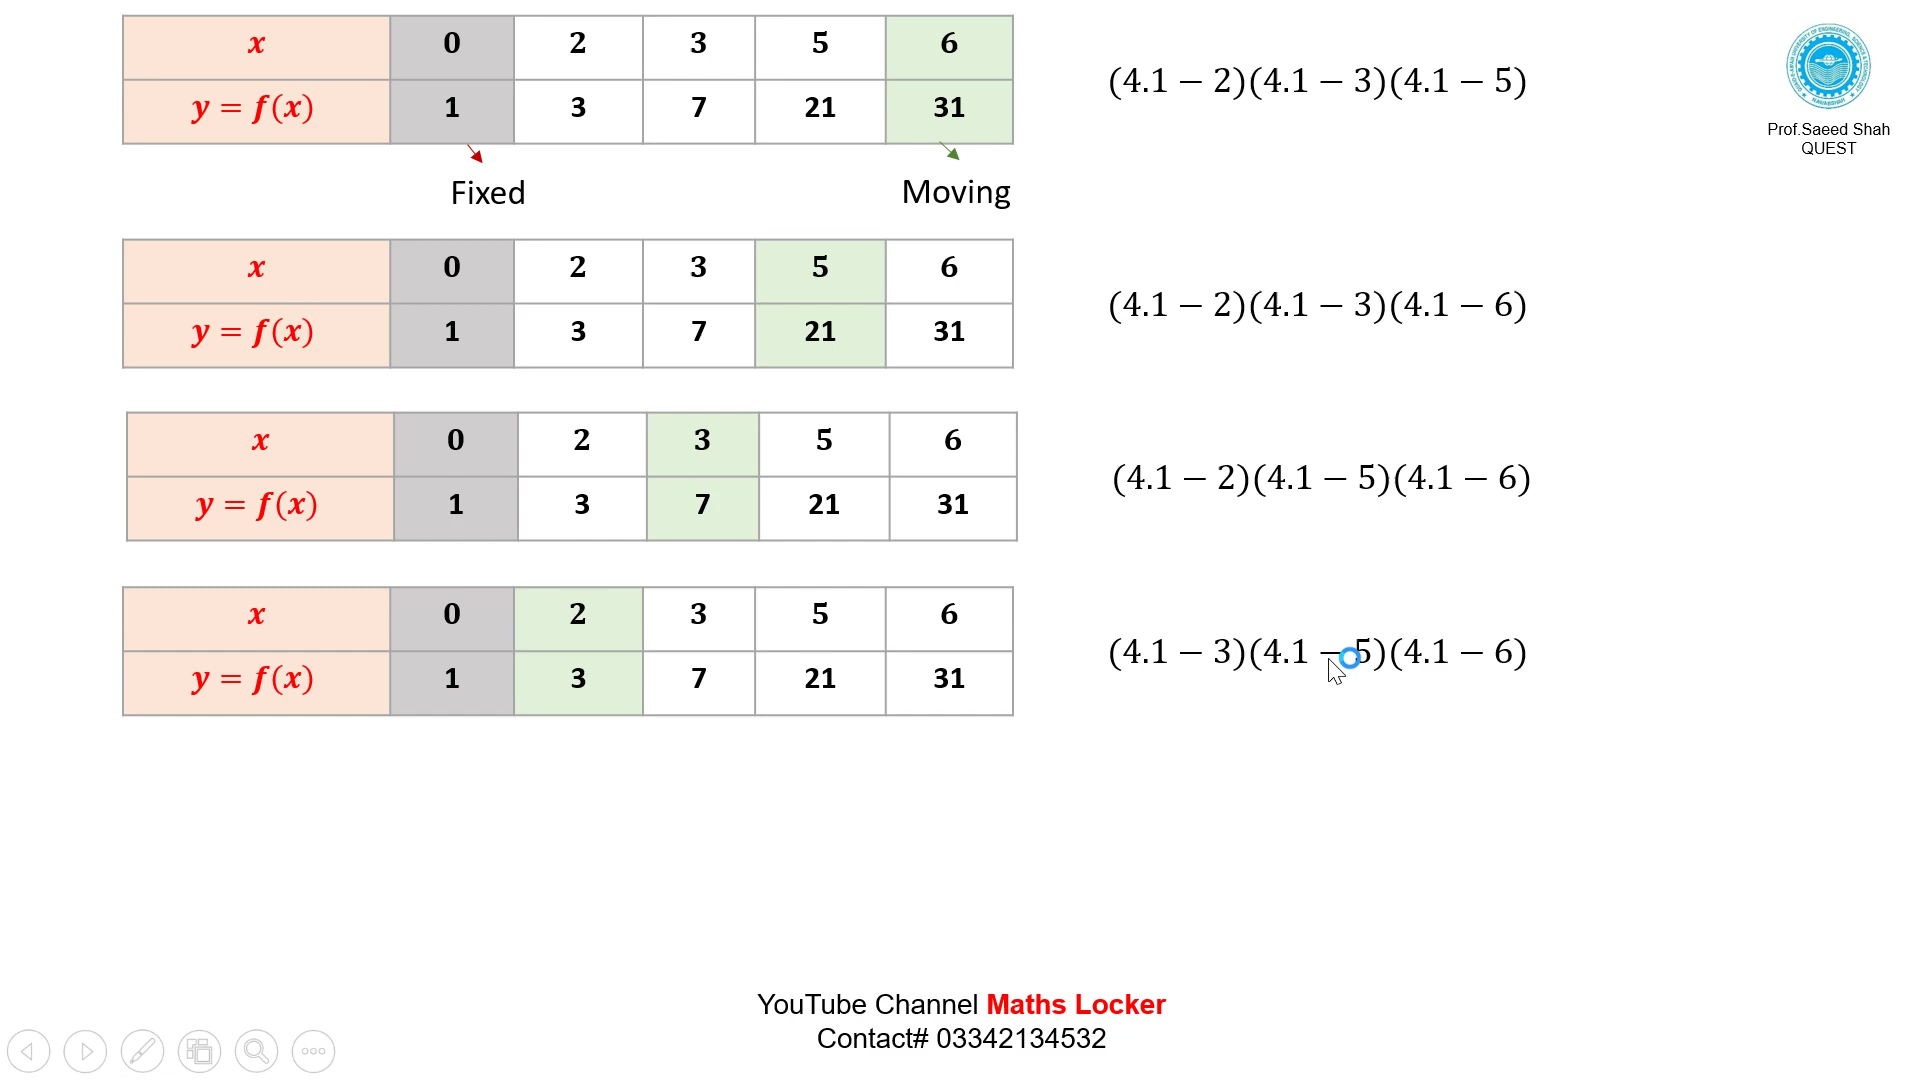 x 0 2 3 5 6
y = f(x) 1 3 7 21 31
(4.1 − 2)(4.1 − 3)(4.1 − 5)
Prof.Saeed Shah
QUEST
Fixed
Moving
x 0 2 3 5 6
y = f(x) 1 3 7 21 31
(4.1 − 2)(4.1 − 3)(4.1 − 6)
x 0 2 3 5 6
y = f(x) 1 3 7 21 31
(4.1 − 2)(4.1 − 5)(4.1 − 6)
x 0 2 3 5 6
y = f(x) 1 3 7 21 31
(4.1 − 3)(4.1 − 5)(4.1 − 6)
YouTube Channel Maths Locker
Contact# 03342134532